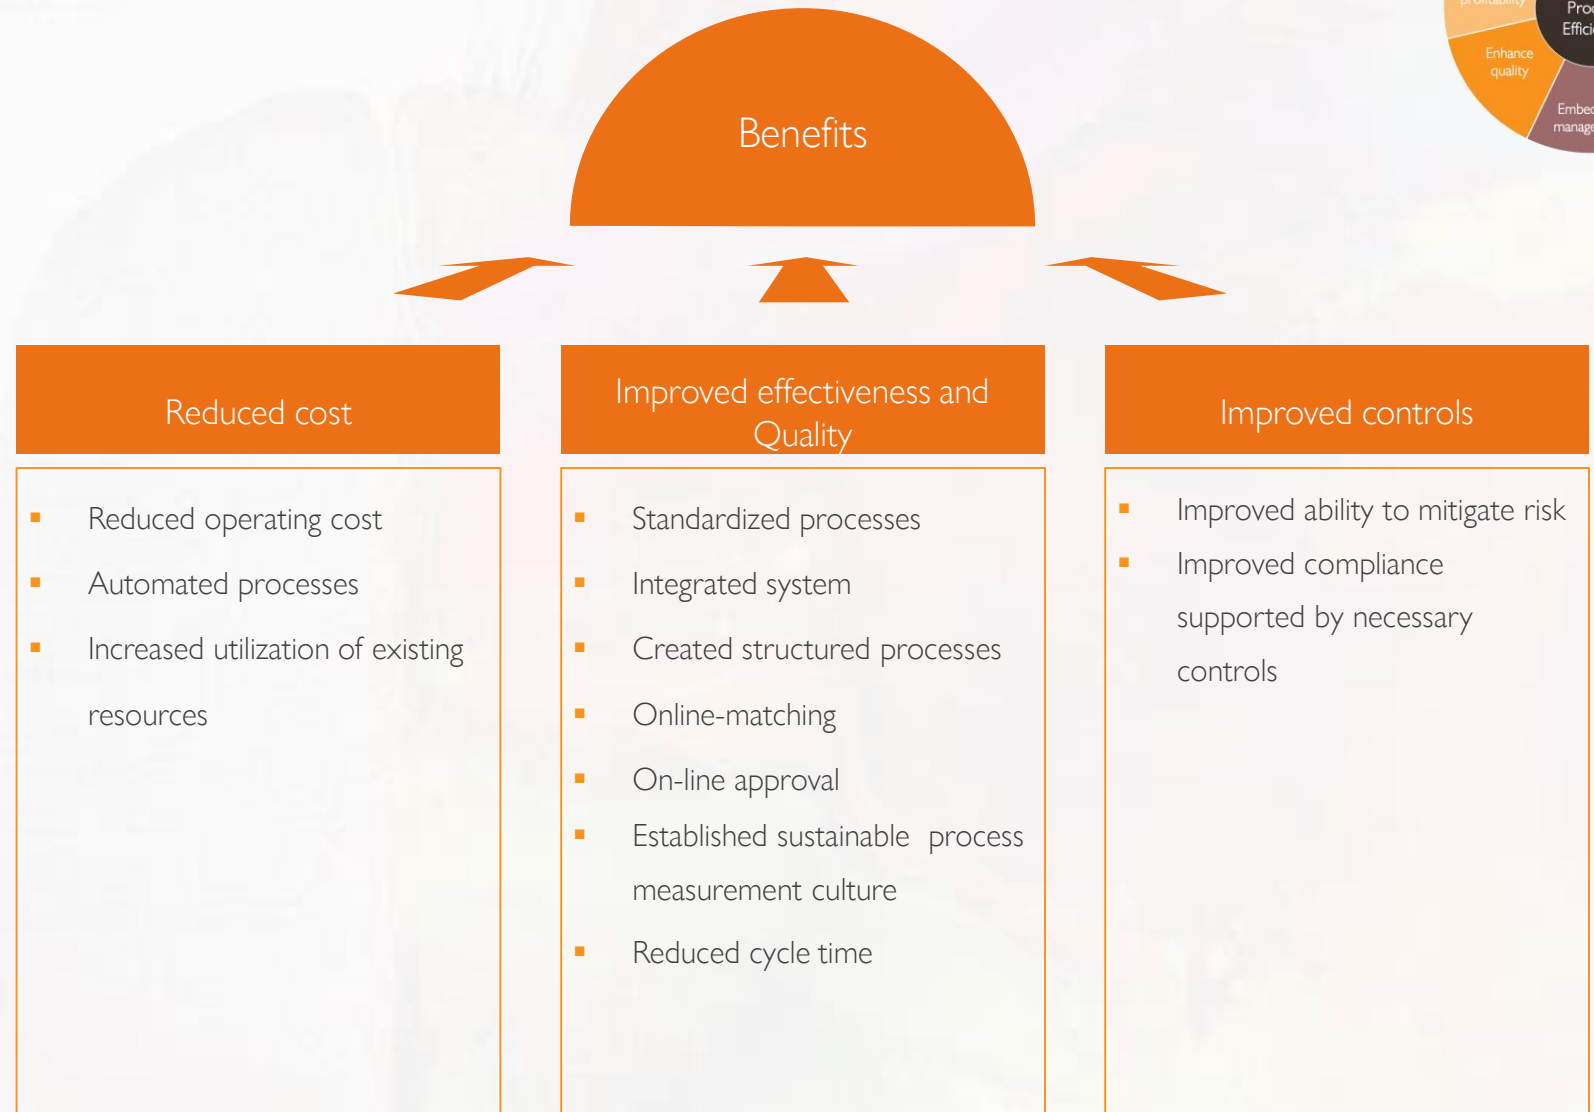 profitability
Enhance
quality
Benefits
Reduced cost
Improved effectiveness and
Quality
Improved controls
Reduced operating cost
Automated processes
Increased utilization of existing
resources
Standardized processes
Integrated system
Created structured processes
Online-matching
On-line approval
Established sustainable process
measurement culture
Reduced cycle time
Improved ability to mitigate risk
Improved compliance
supported by necessary
controls